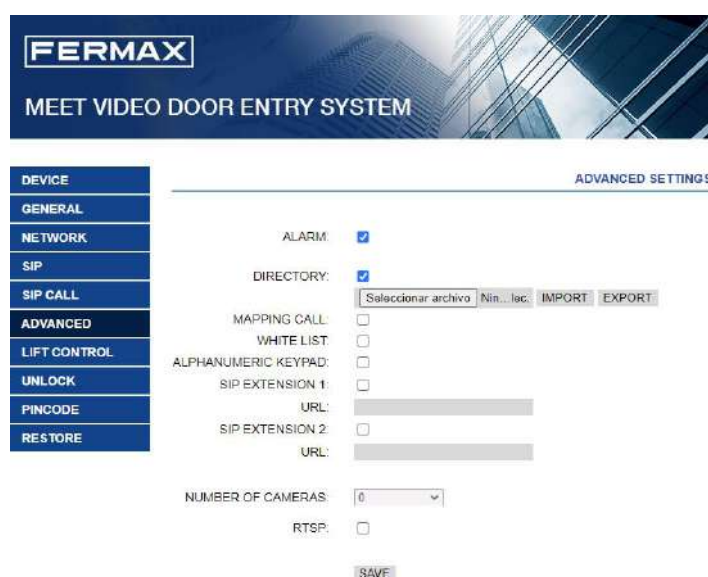 FERMAX
MEET VIDEO DOOR ENTRY SYSTEM
DEVICE
GENERAL
NETWORK
SIP
SIP CALL
ADVANCED
LIFT CONTROL
UNLOCK
PINCODE
RESTORE
ADVANCED SETTINGS
ALARM:
DIRECTORY:
Seleccionar archivo Nin...lec. IMPORT EXPORT
MAPPING CALL:
WHITE LIST:
ALPHANUMERIC KEYPAD:
SIP EXTENSION 1:
URL:
SIP EXTENSION 2:
URL:
NUMBER OF CAMERAS: 0
RTSP:
SAVE